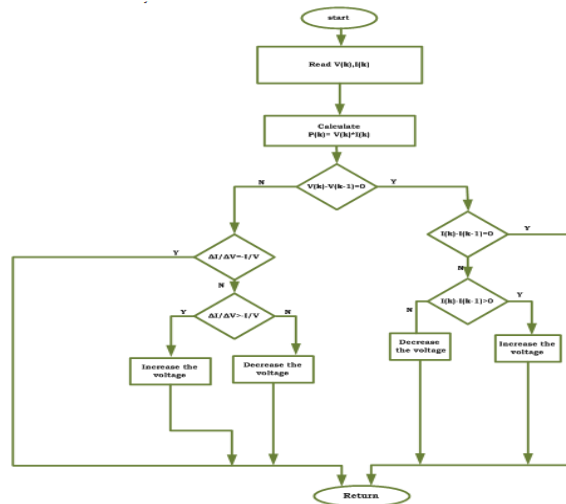 start
Read V(k),I(k)
Calculate
P(k)= V(k)*I(k)
V(k)-V(k-1)=0
N
Y
I(k)-I(k-1)=0
Y
Y
ΔI/ΔV=-I/V
N
N
I(k)-I(k-1)>0
Y
N
Y
ΔI/ΔV>-I/V
N
Decrease
the voltage
Increase the
voltage
Increase the
voltage
Decrease the
voltage
Return